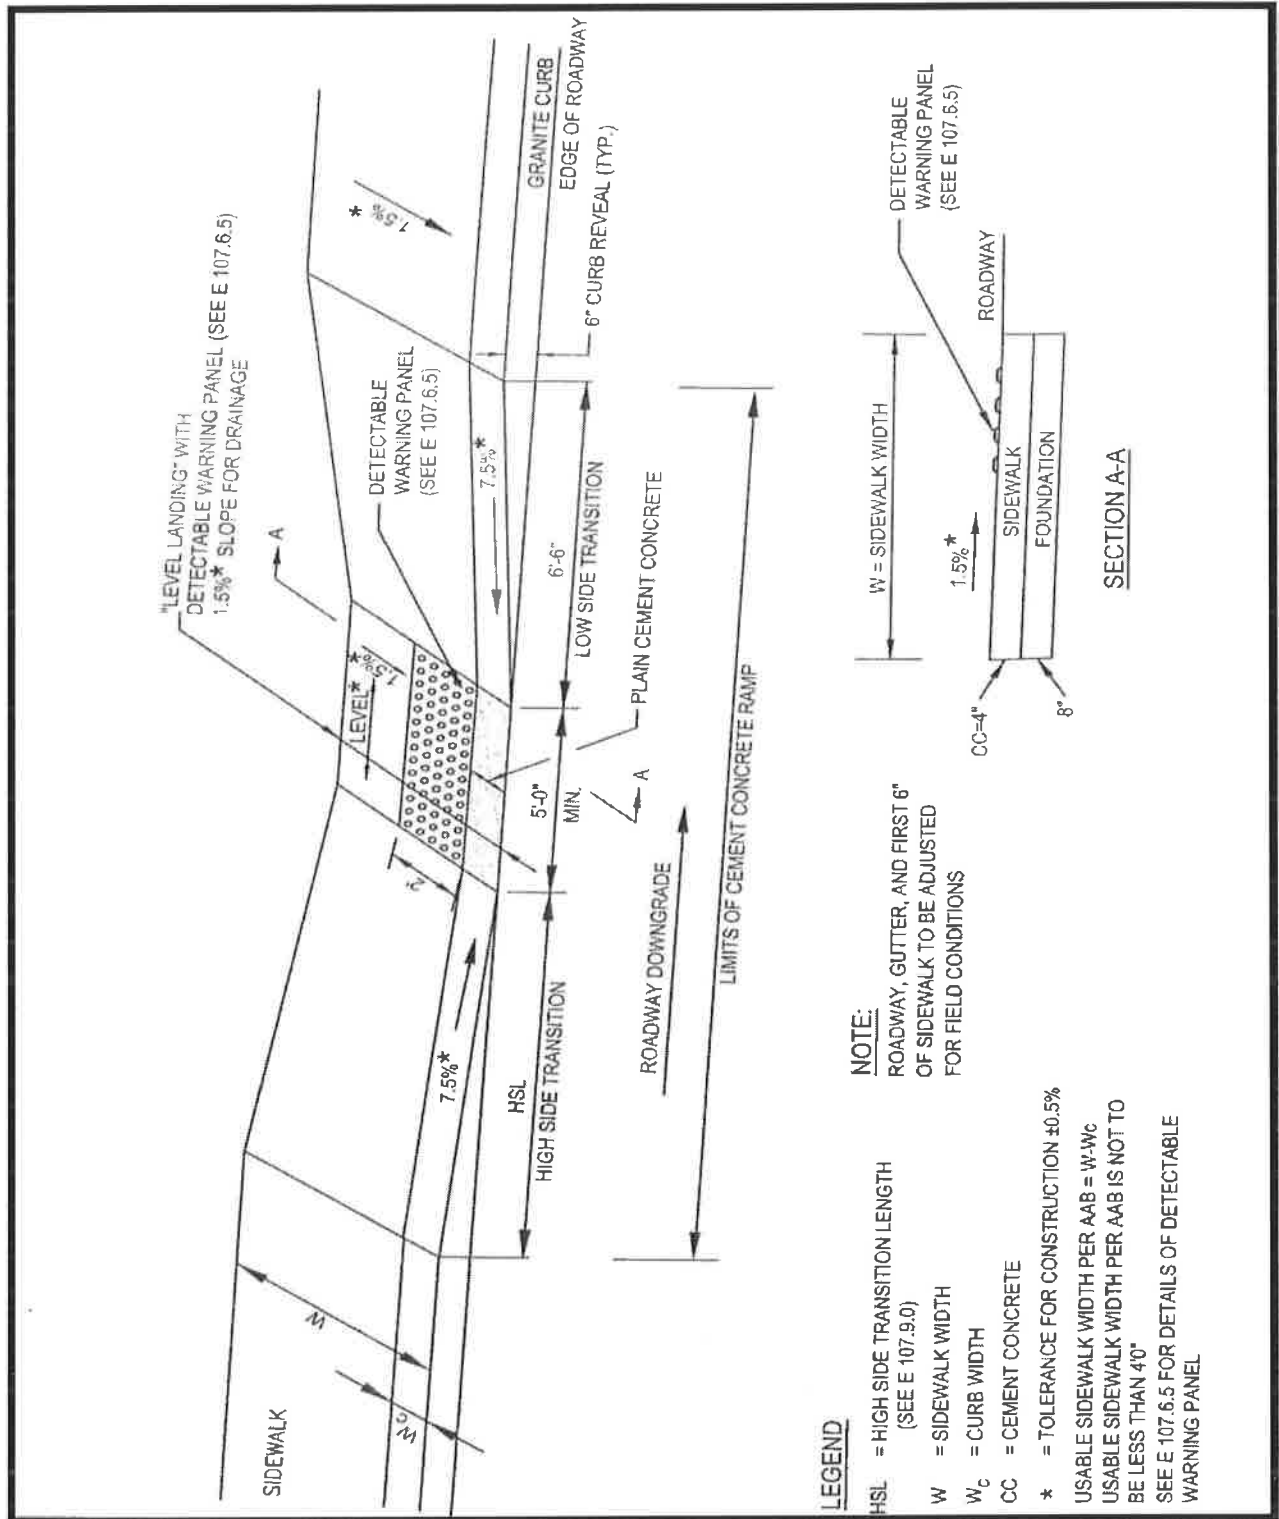 "LEVEL LANDING" WITH
DETECTABLE WARNING PANEL (SEE E 107.6.5)
1.5%* SLOPE FOR DRAINAGE
A
SIDEWALK
W
Wc
LEVEL*
1.5%*
2'
DETECTABLE
WARNING PANEL
(SEE E 107.6.5)
1.5%
*
7.5%*
7.5%*
GRANITE CURB
EDGE OF ROADWAY
6" CURB REVEAL (TYP.)
HSL
HIGH SIDE TRANSITION
5'-0"
MIN.
6'-6"
LOW SIDE TRANSITION
PLAIN CEMENT CONCRETE
A
ROADWAY DOWNGRADE
LIMITS OF CEMENT CONCRETE RAMP
LEGEND
HSL = HIGH SIDE TRANSITION LENGTH
(SEE E 107.9.0)
W = SIDEWALK WIDTH
Wc = CURB WIDTH
CC = CEMENT CONCRETE
* = TOLERANCE FOR CONSTRUCTION ±0.5%
USABLE SIDEWALK WIDTH PER AAB = W-Wc
USABLE SIDEWALK WIDTH PER AAB IS NOT TO
BE LESS THAN 4'0"
SEE E 107.6.5 FOR DETAILS OF DETECTABLE
WARNING PANEL
NOTE:
ROADWAY, GUTTER, AND FIRST 6"
OF SIDEWALK TO BE ADJUSTED
FOR FIELD CONDITIONS
W = SIDEWALK WIDTH
DETECTABLE
WARNING PANEL
(SEE E 107.6.5)
1.5%*
ROADWAY
CC=4"
SIDEWALK
FOUNDATION
8"
SECTION A-A